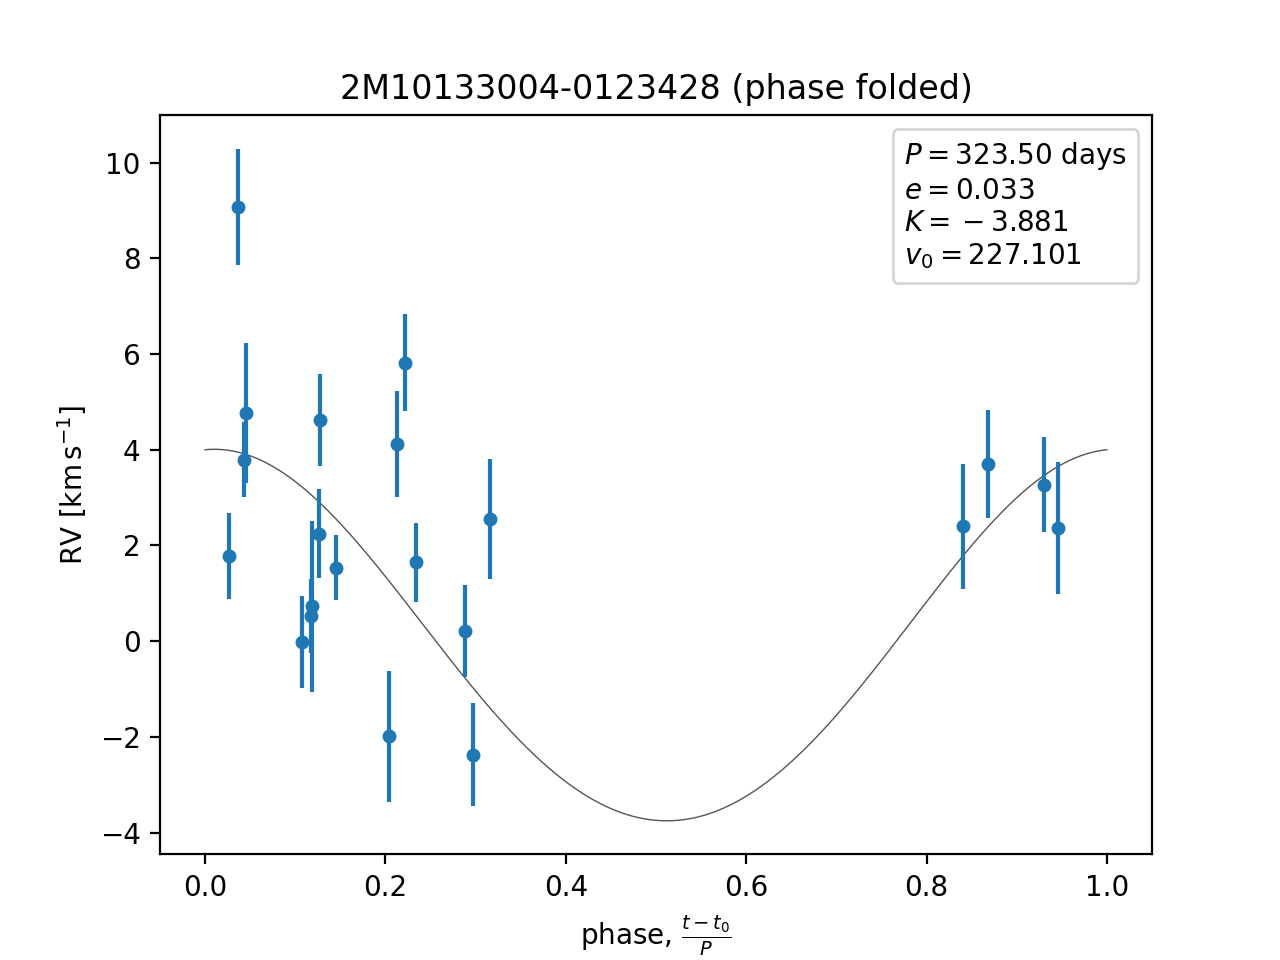 2M10133004-0123428 (phase folded)
P = 323.50 days
e = 0.033
K = − 3.881
v₀ = 227.101
10
8
6
4
2
0
−2
−4
RV [km s⁻¹]
0.0 0.2 0.4 0.6 0.8 1.0
phase, (t − t₀)/P